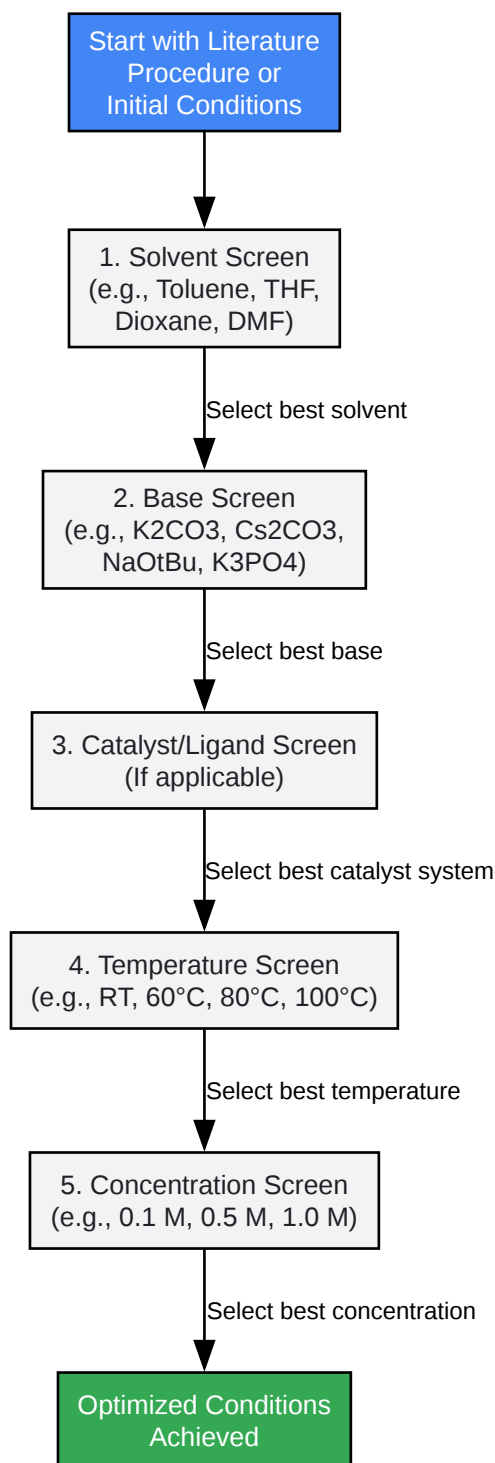 Start with Literature
Procedure or
Initial Conditions
1. Solvent Screen
(e.g., Toluene, THF,
Dioxane, DMF)
Select best solvent
2. Base Screen
(e.g., K2CO3, Cs2CO3,
NaOtBu, K3PO4)
Select best base
3. Catalyst/Ligand Screen
(If applicable)
Select best catalyst system
4. Temperature Screen
(e.g., RT, 60°C, 80°C, 100°C)
Select best temperature
5. Concentration Screen
(e.g., 0.1 M, 0.5 M, 1.0 M)
Select best concentration
Optimized Conditions
Achieved